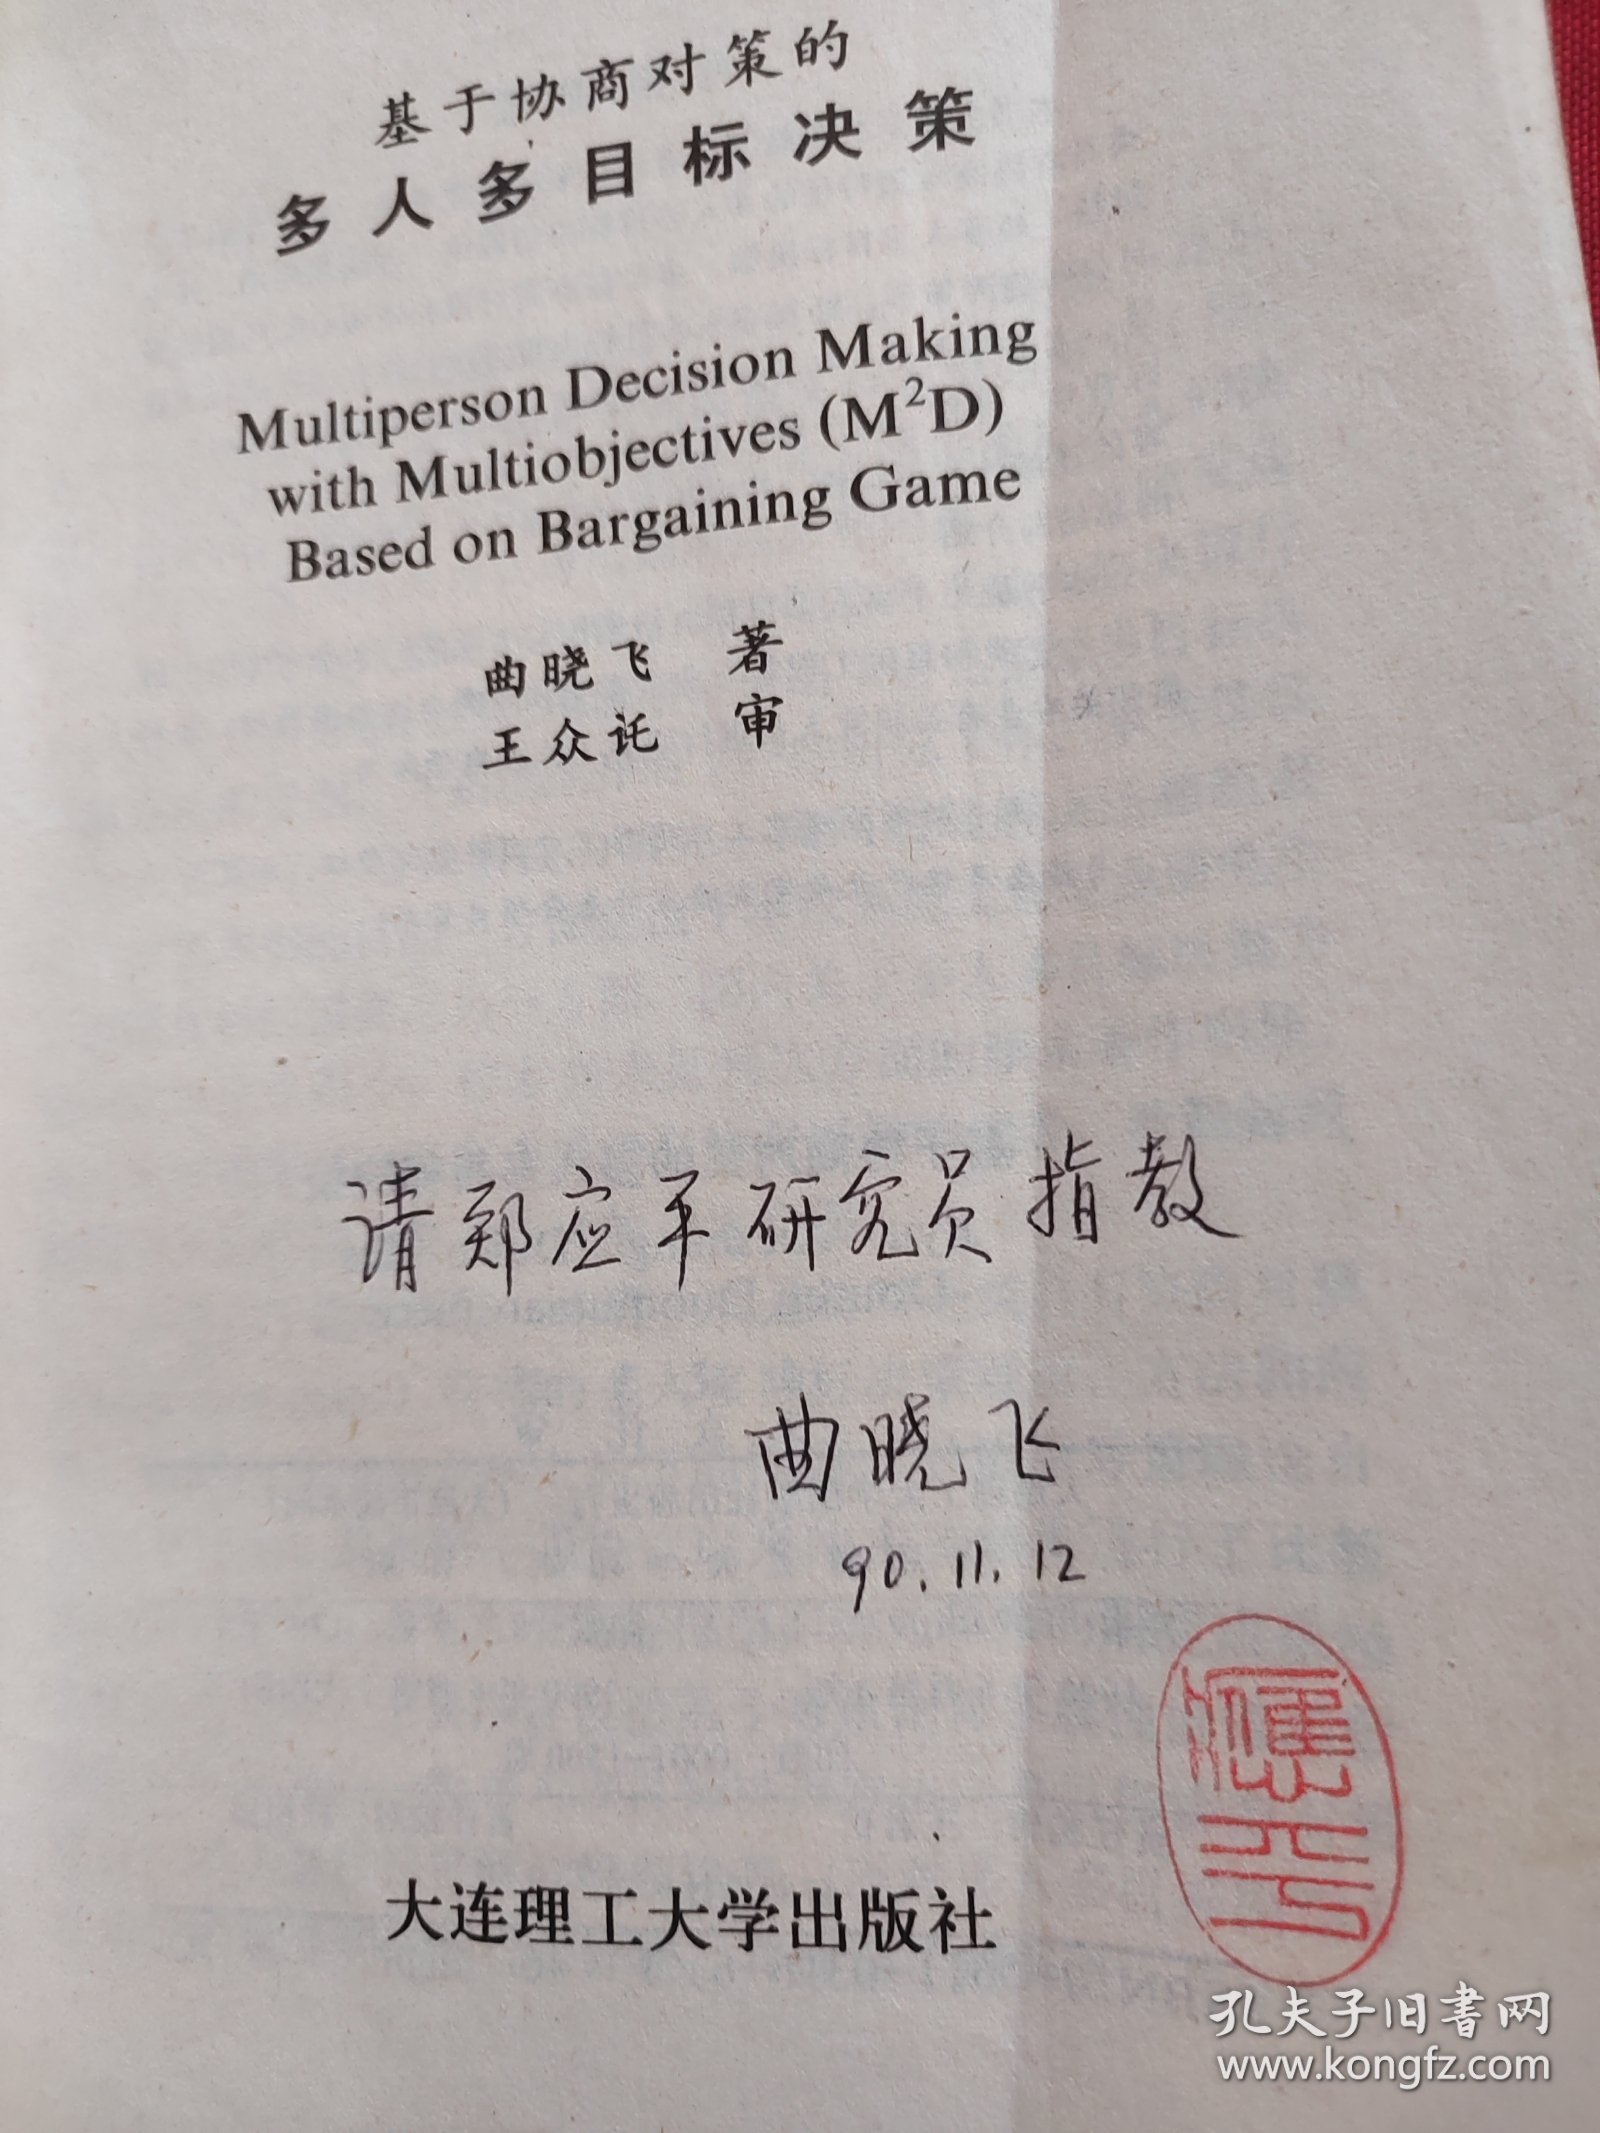 基于协商对策的
多人多目标决策
Multiperson Decision Making
with Multiobjectives (M²D)
Based on Bargaining Game
曲晓飞 著
王众讬 审
请郑应平研究员指教
曲晓飞
90.11.12
應平
大连理工大学出版社
孔夫子旧书网
www.kongfz.com